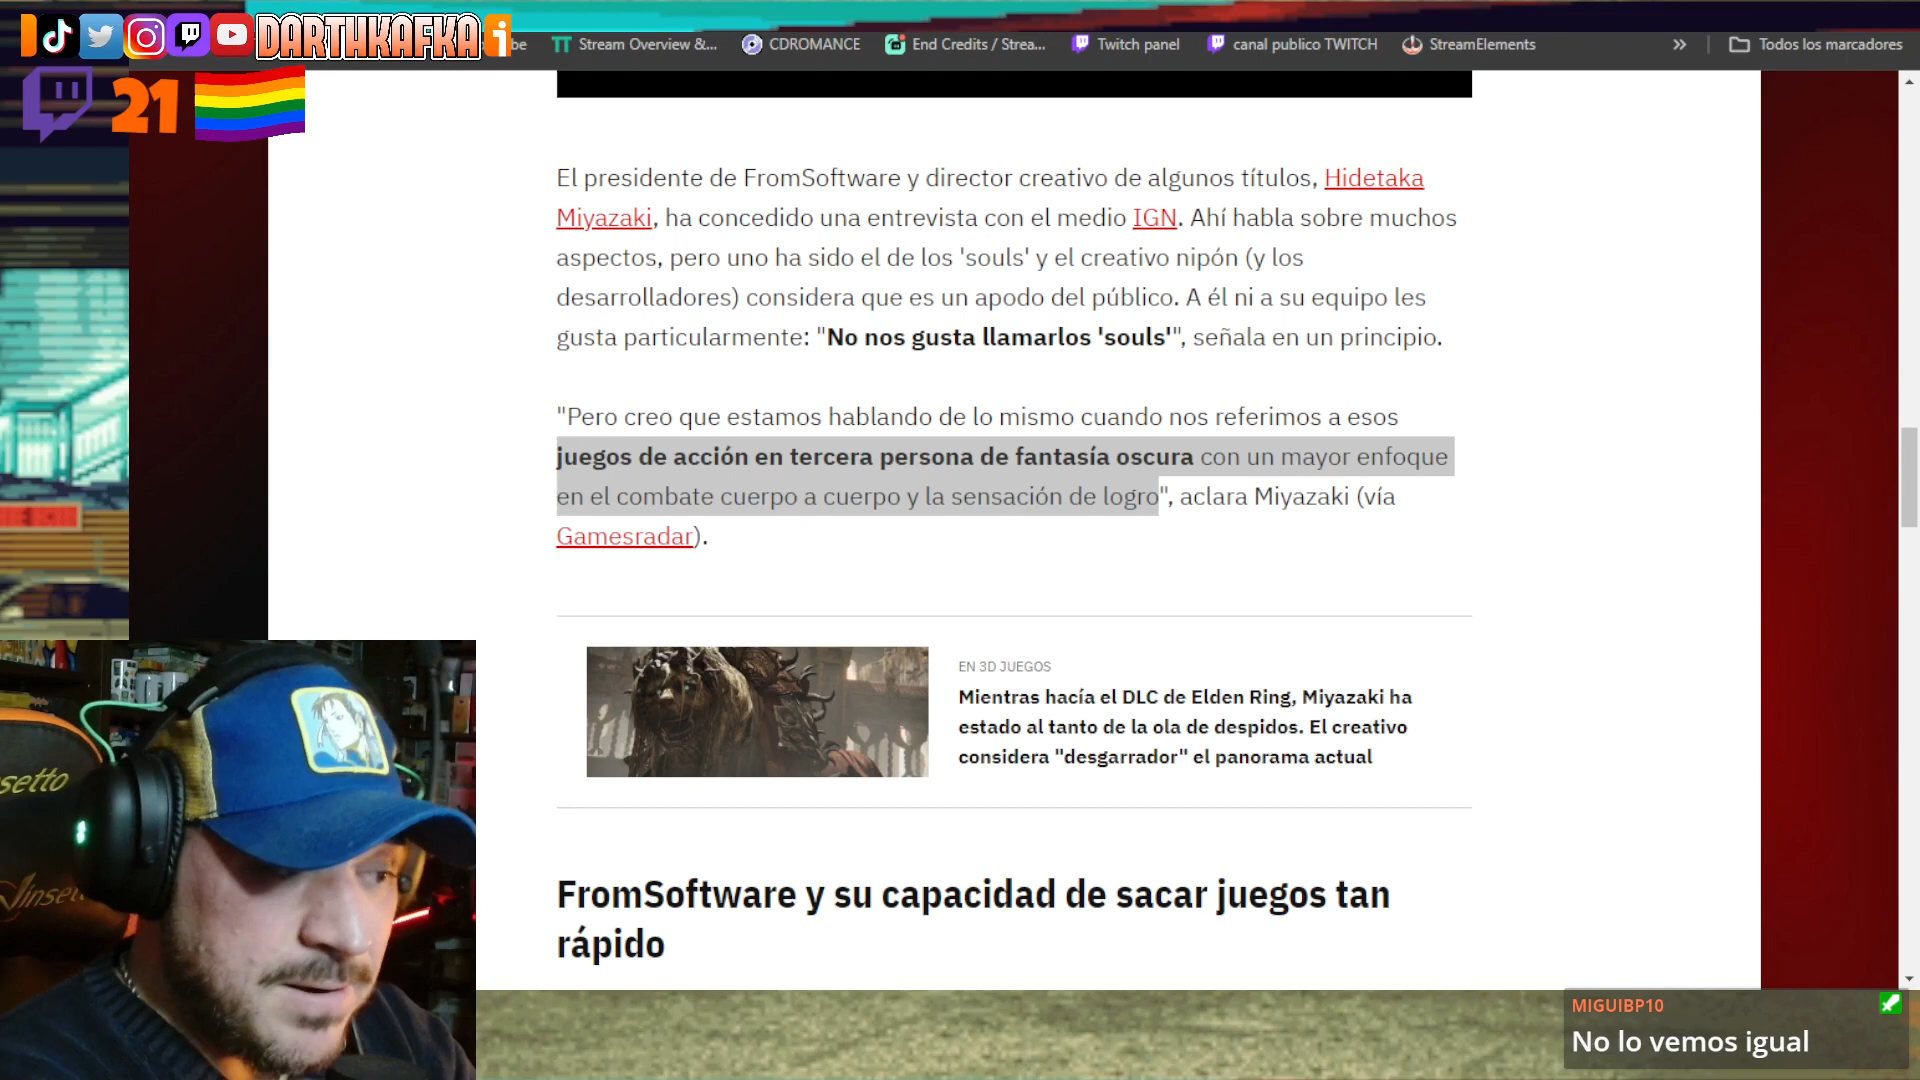 DARTHKAFKA
be
Stream Overview &...
CDROMANCE
End Credits / Strea...
Twitch panel
canal publico TWITCH
StreamElements
»
Todos los marcadores
21
El presidente de FromSoftware y director creativo de algunos títulos, Hidetaka
Miyazaki, ha concedido una entrevista con el medio IGN. Ahí habla sobre muchos
aspectos, pero uno ha sido el de los 'souls' y el creativo nipón (y los
desarrolladores) considera que es un apodo del público. A él ni a su equipo les
gusta particularmente: "No nos gusta llamarlos 'souls'", señala en un principio.
"Pero creo que estamos hablando de lo mismo cuando nos referimos a esos
juegos de acción en tercera persona de fantasía oscura con un mayor enfoque
en el combate cuerpo a cuerpo y la sensación de logro", aclara Miyazaki (vía
Gamesradar).
EN 3D JUEGOS
Mientras hacía el DLC de Elden Ring, Miyazaki ha
estado al tanto de la ola de despidos. El creativo
considera "desgarrador" el panorama actual
FromSoftware y su capacidad de sacar juegos tan
rápido
MIGUIBP10
No lo vemos igual